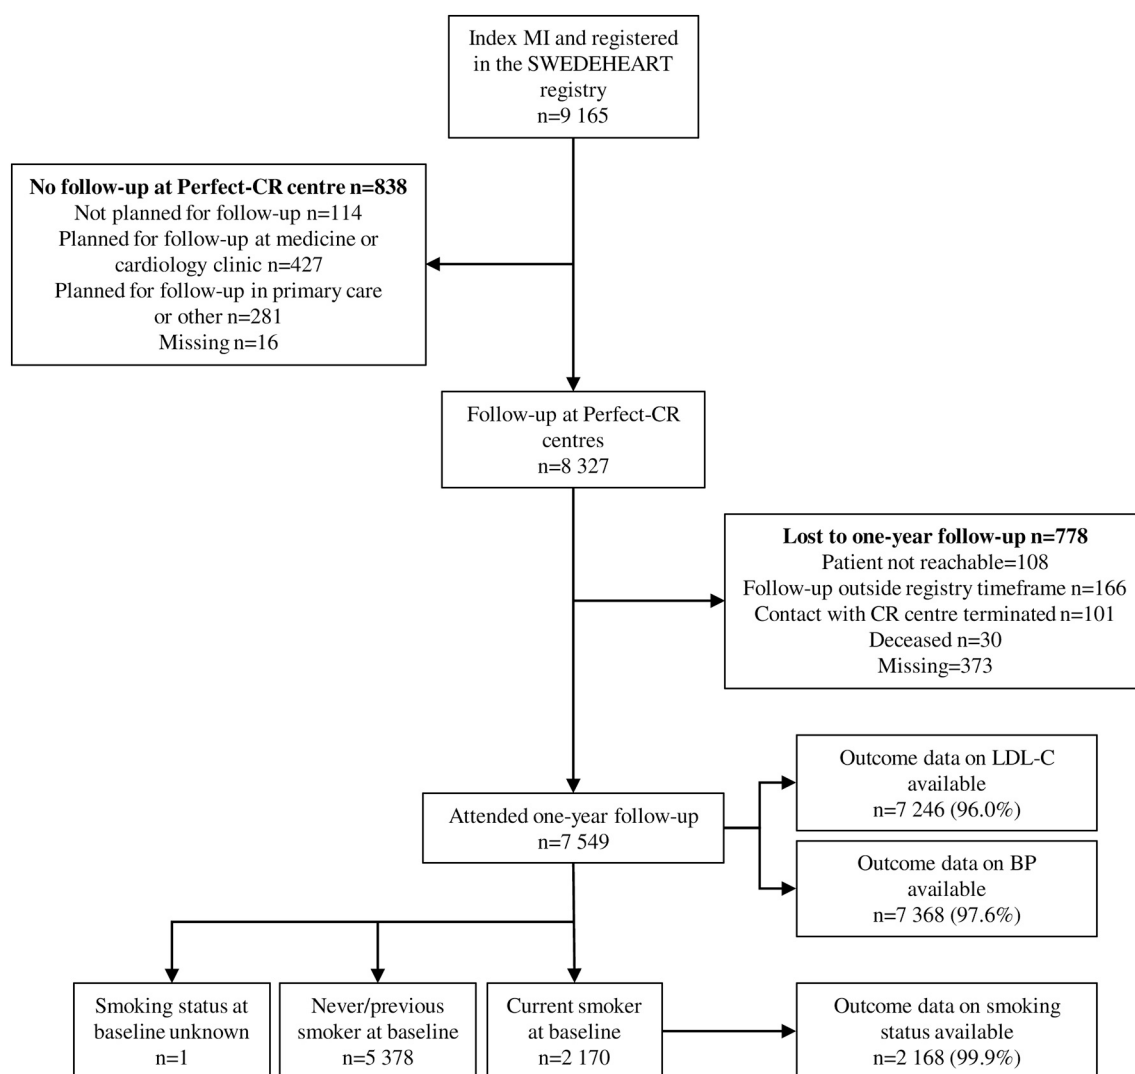 Index MI and registered
in the SWEDEHEART
registry
n=9 165
No follow-up at Perfect-CR centre n=838
Not planned for follow-up n=114
Planned for follow-up at medicine or
cardiology clinic n=427
Planned for follow-up in primary care
or other n=281
Missing n=16
Follow-up at Perfect-CR
centres
n=8 327
Lost to one-year follow-up n=778
Patient not reachable=108
Follow-up outside registry timeframe n=166
Contact with CR centre terminated n=101
Deceased n=30
Missing=373
Attended one-year follow-up
n=7 549
Outcome data on LDL-C
available
n=7 246 (96.0%)
Outcome data on BP
available
n=7 368 (97.6%)
Smoking status at
baseline unknown
n=1
Never/previous
smoker at baseline
n=5 378
Current smoker
at baseline
n=2 170
Outcome data on smoking
status available
n=2 168 (99.9%)